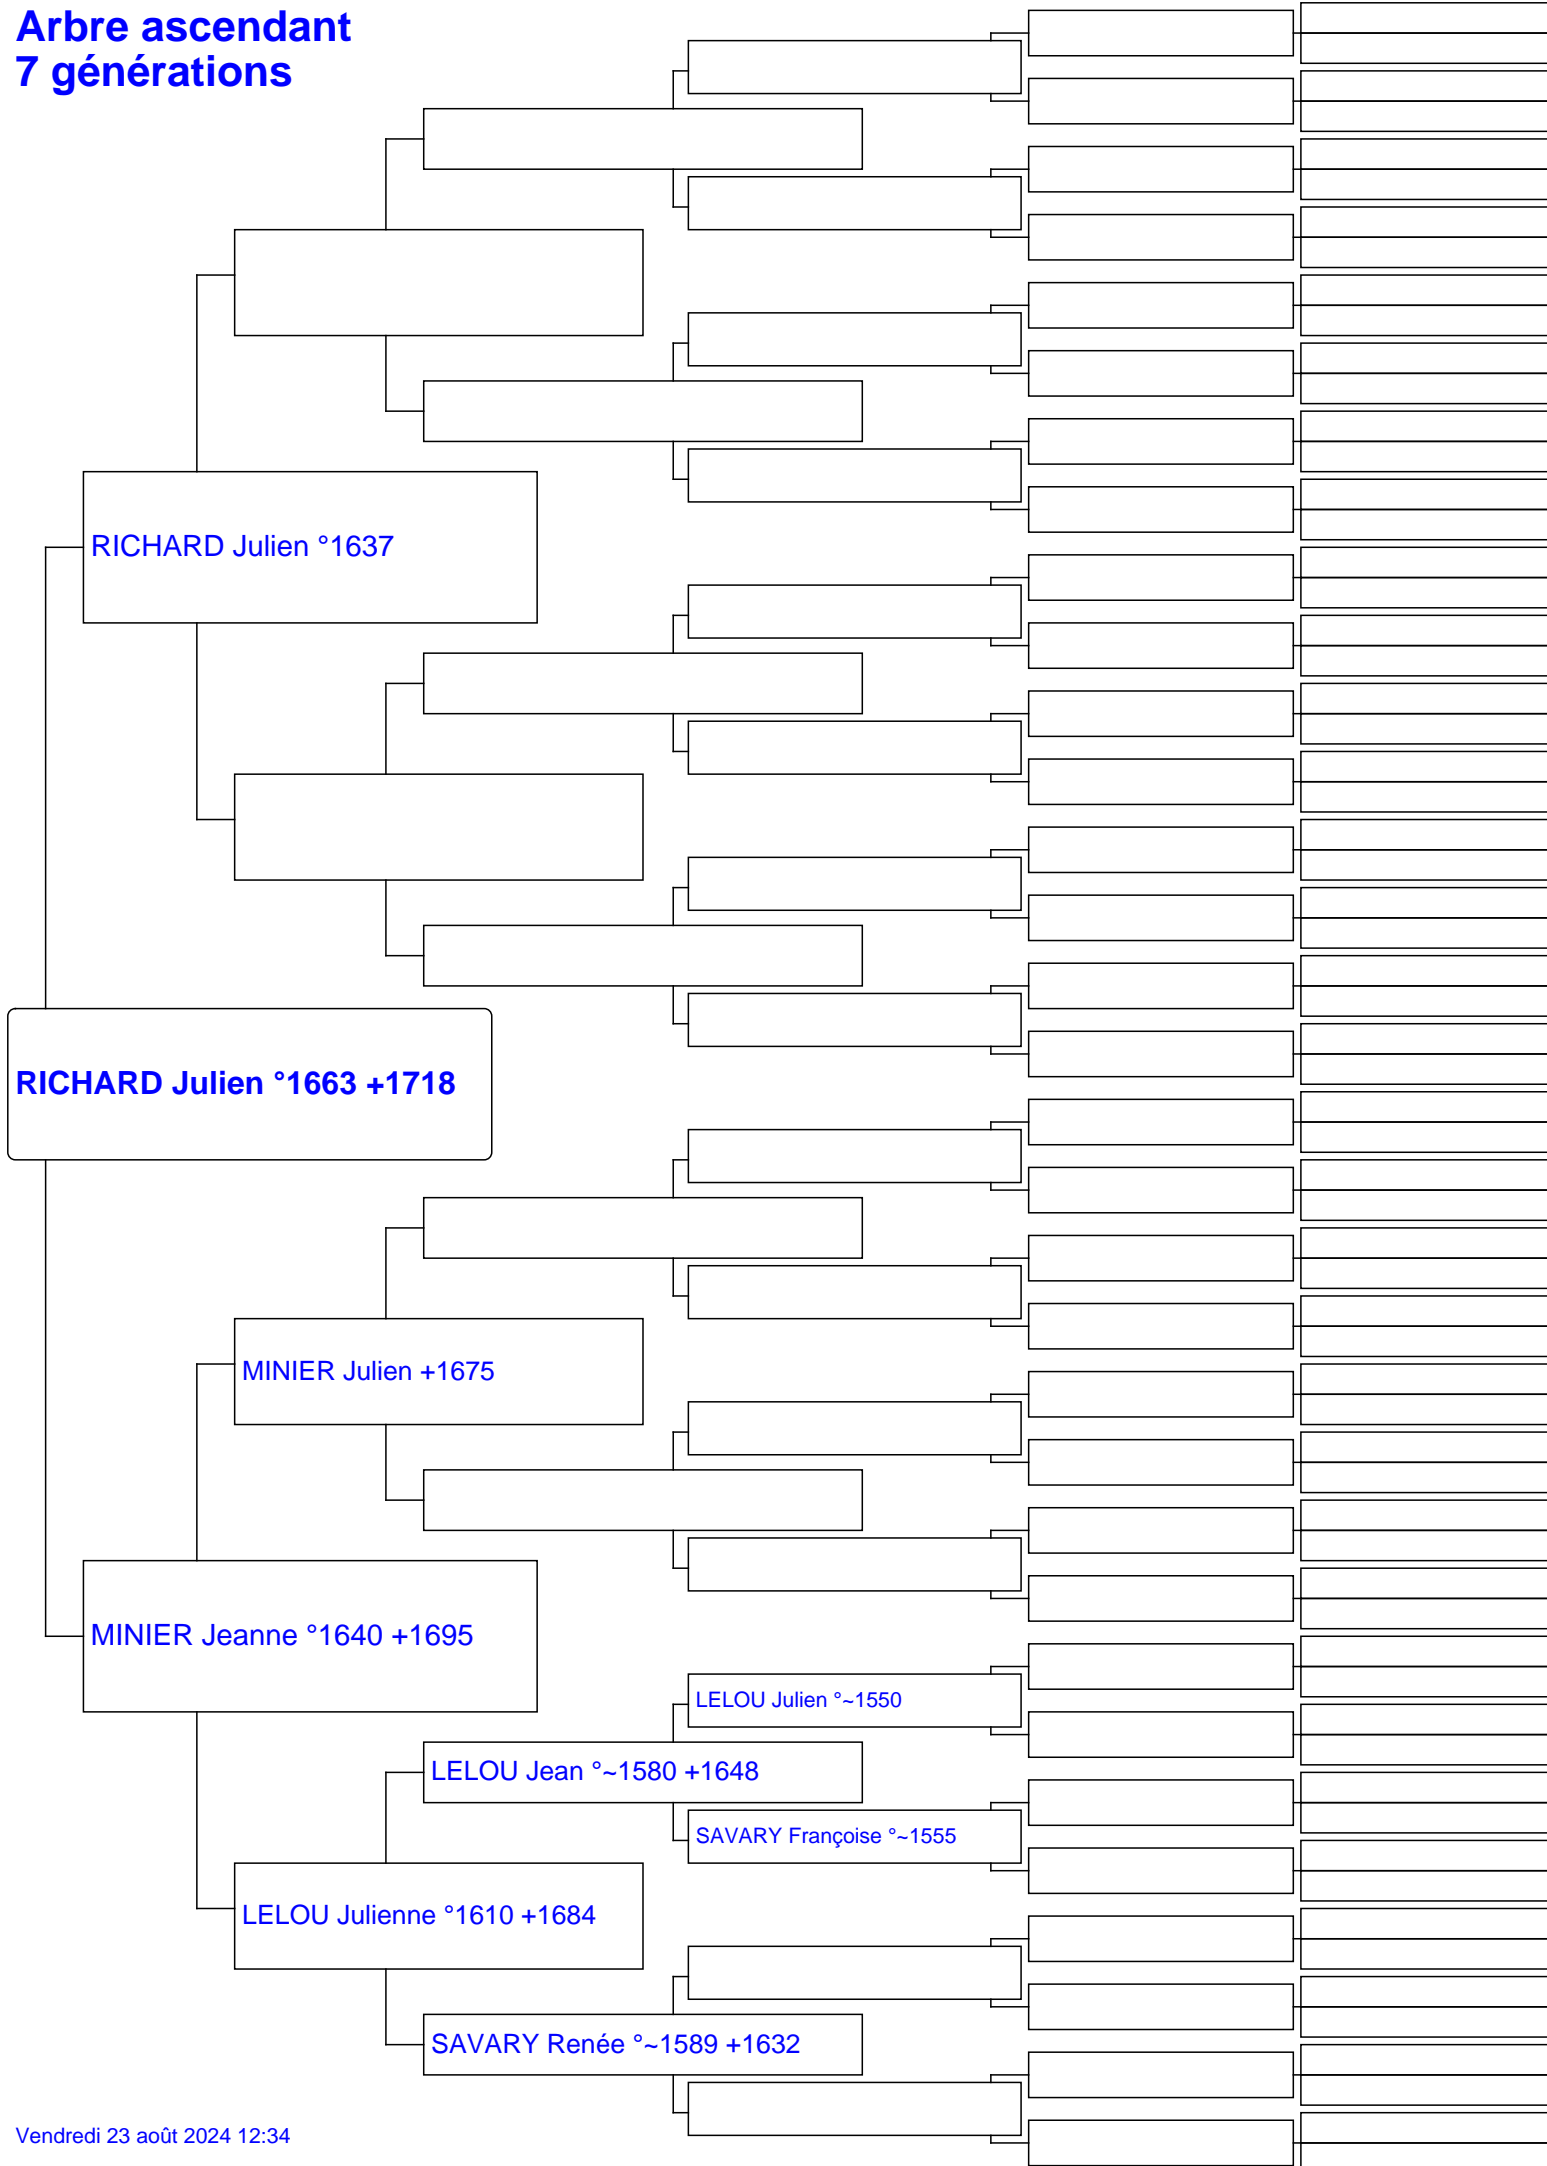 Arbre ascendant
7 générations
RICHARD Julien °1637
RICHARD Julien °1663 +1718
MINIER Julien +1675
MINIER Jeanne °1640 +1695
LELOU Julien °~1550
LELOU Jean °~1580 +1648
SAVARY Françoise °~1555
LELOU Julienne °1610 +1684
SAVARY Renée °~1589 +1632
Vendredi 23 août 2024 12:34